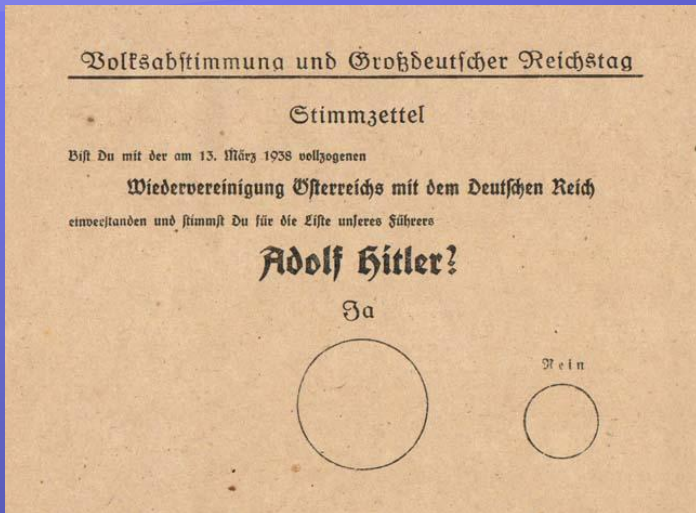 Volksabstimmung und Großdeutscher Reichstag
Stimmzettel
Bist Du mit der am 13. März 1938 vollzogenen
Wiedervereinigung Österreichs mit dem Deutschen Reich
einverstanden und stimmst Du für die Liste unseres Führers
Adolf Hitler?
Ja
Nein